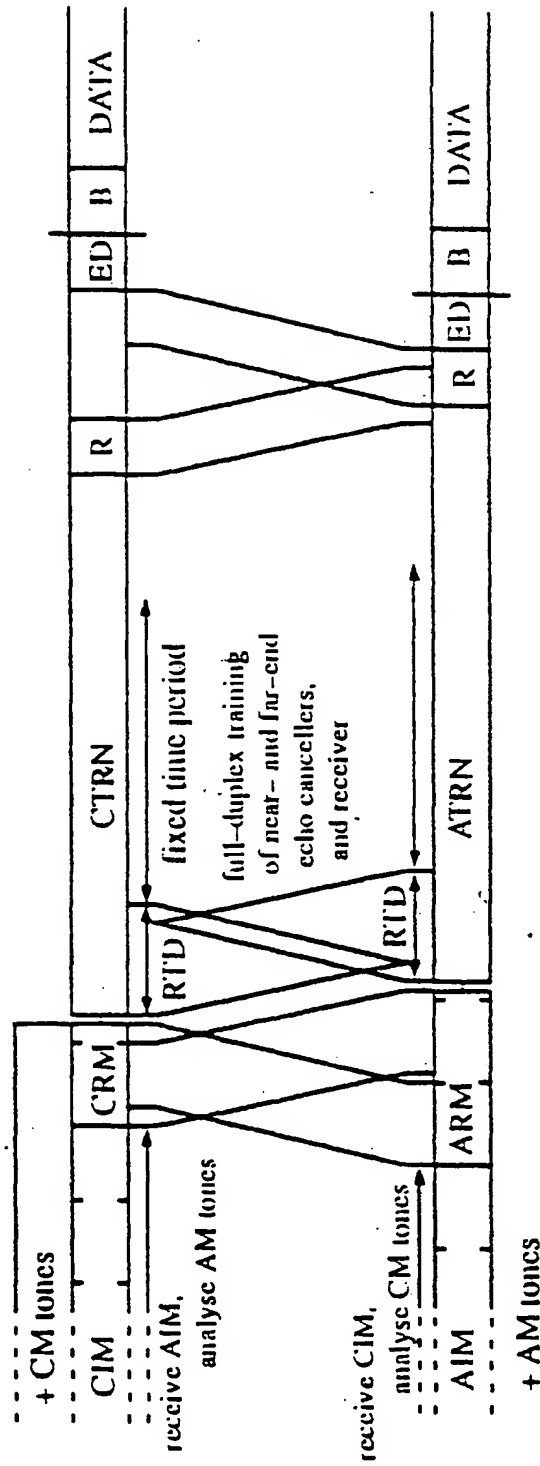 + CM tones
CIM CRM CTRN R ED B DATA
receive AIM,
analyse AM tones
RTD
fixed time period
full-duplex training
of near- and far-end
echo cancellers,
and receiver
receive CIM,
analyse CM tones
RTD
AIM ARM ATRN R ED B DATA
+ AM tones